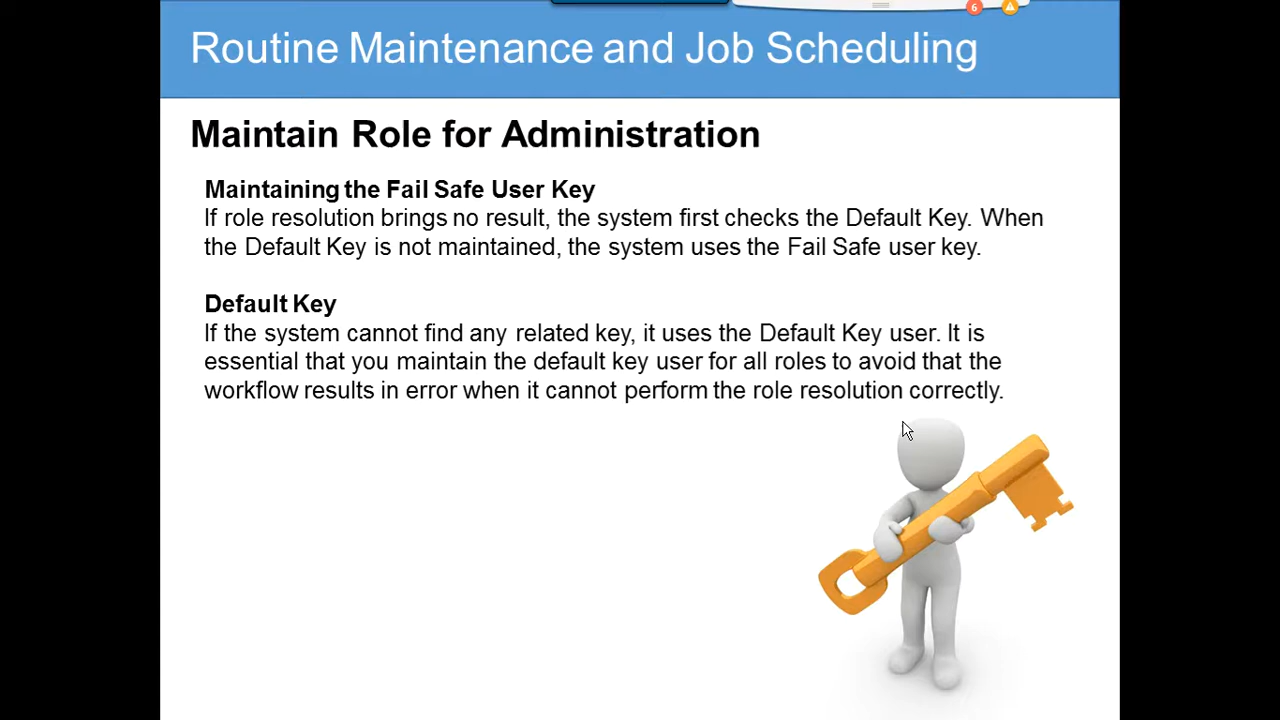 6
Routine Maintenance and Job Scheduling
Maintain Role for Administration
Maintaining the Fail Safe User Key
If role resolution brings no result, the system first checks the Default Key. When
the Default Key is not maintained, the system uses the Fail Safe user key.
Default Key
If the system cannot find any related key, it uses the Default Key user. It is
essential that you maintain the default key user for all roles to avoid that the
workflow results in error when it cannot perform the role resolution correctly.